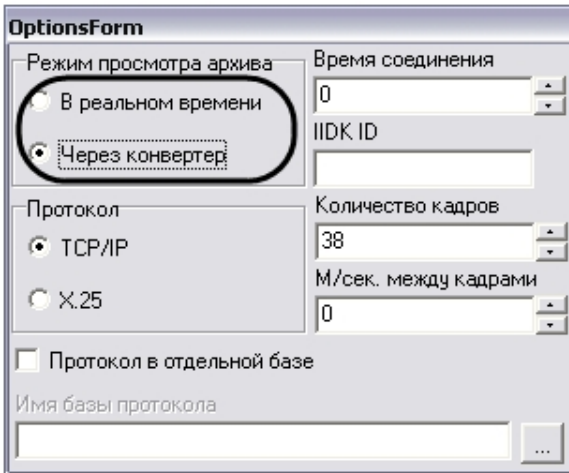 OptionsForm
Режим просмотра архива
В реальном времени
Через конвертер
Время соединения
0
IIDK ID
Протокол
TCP/IP
X.25
Количество кадров
38
М/сек. между кадрами
0
Протокол в отдельной базе
Имя базы протокола
...